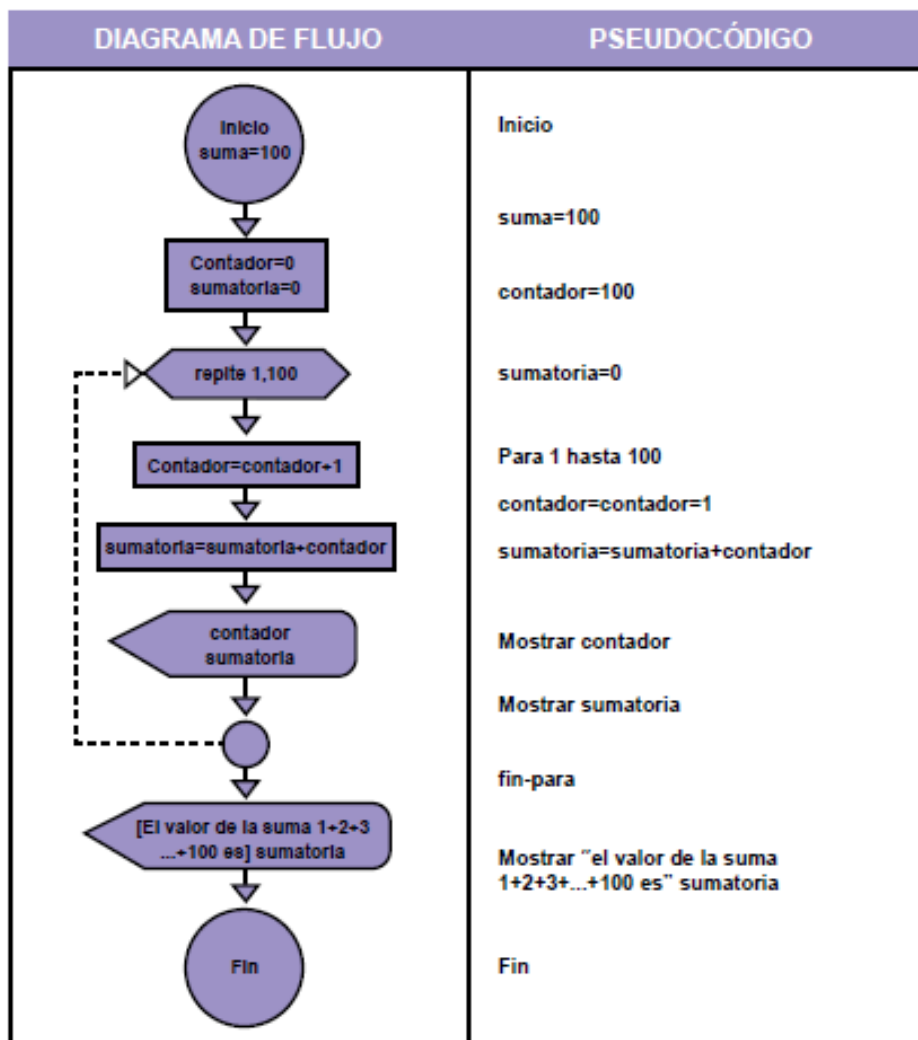 DIAGRAMA DE FLUJO
Inicio
suma=100
Contador=0
sumatoria=0
repite 1,100
Contador=contador+1
sumatoria=sumatoria+contador
contador
sumatoria
[El valor de la suma 1+2+3
...+100 es] sumatoria
Fin
PSEUDOCÓDIGO
Inicio
suma=100
contador=100
sumatoria=0
Para 1 hasta 100
contador=contador=1
sumatoria=sumatoria+contador
Mostrar contador
Mostrar sumatoria
fin-para
Mostrar ˝el valor de la suma
1+2+3+...+100 es” sumatoria
Fin